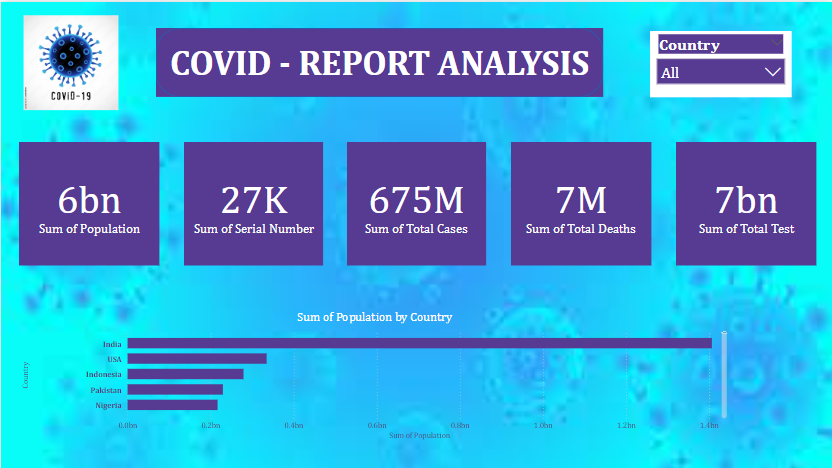 COVID-19
COVID - REPORT ANALYSIS
Country
All
6bn
Sum of Population
27K
Sum of Serial Number
675M
Sum of Total Cases
7M
Sum of Total Deaths
7bn
Sum of Total Test
Sum of Population by Country
Country
India
USA
Indonesia
Pakistan
Nigeria
0.0bn 0.2bn 0.4bn 0.6bn 0.8bn 1.0bn 1.2bn 1.4bn
Sum of Population